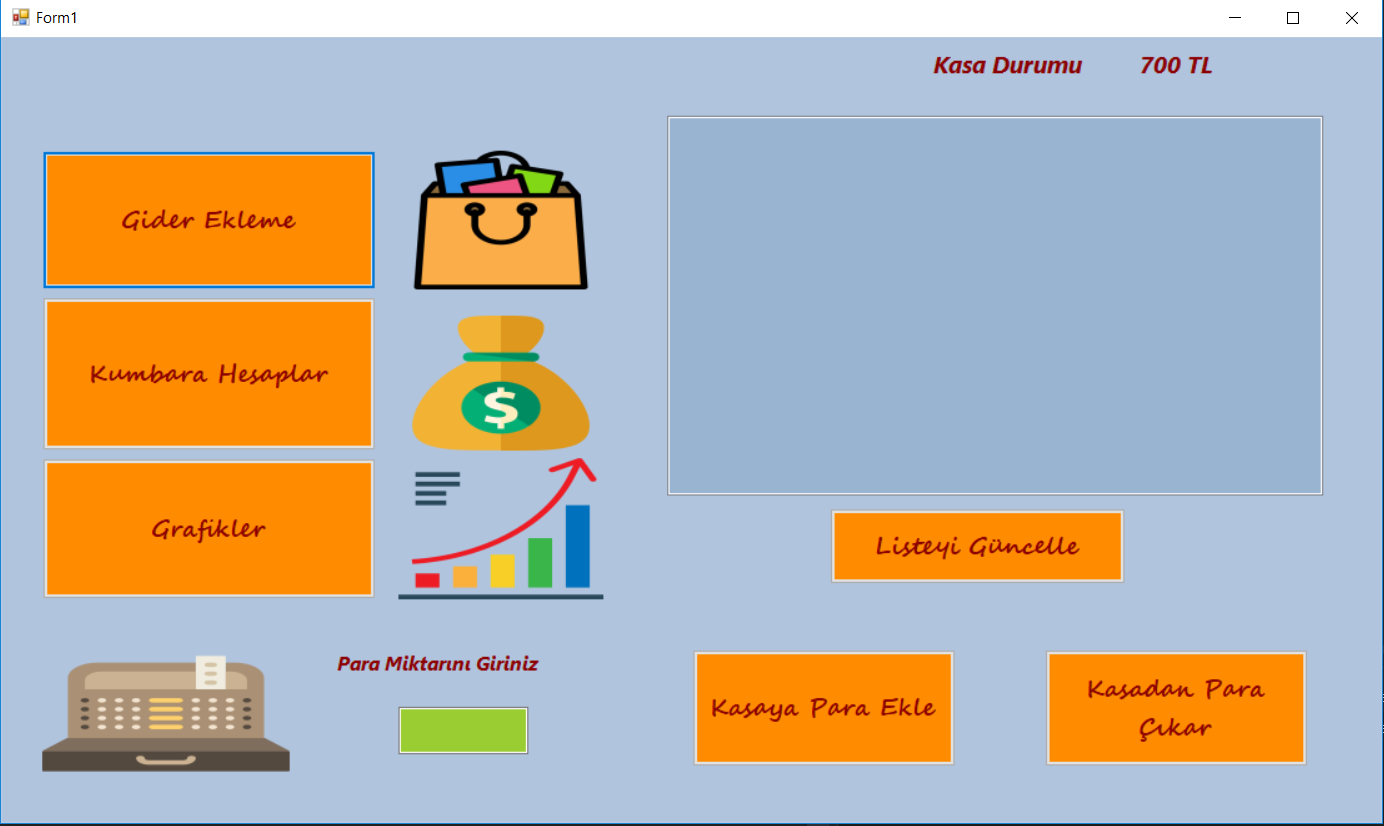 Form1
Kasa Durumu 700 TL
Gider Ekleme
$
Kumbara Hesaplar
Grafikler
Listeyi Güncelle
Para Miktarını Giriniz
Kasaya Para Ekle
Kasadan Para
Çıkar